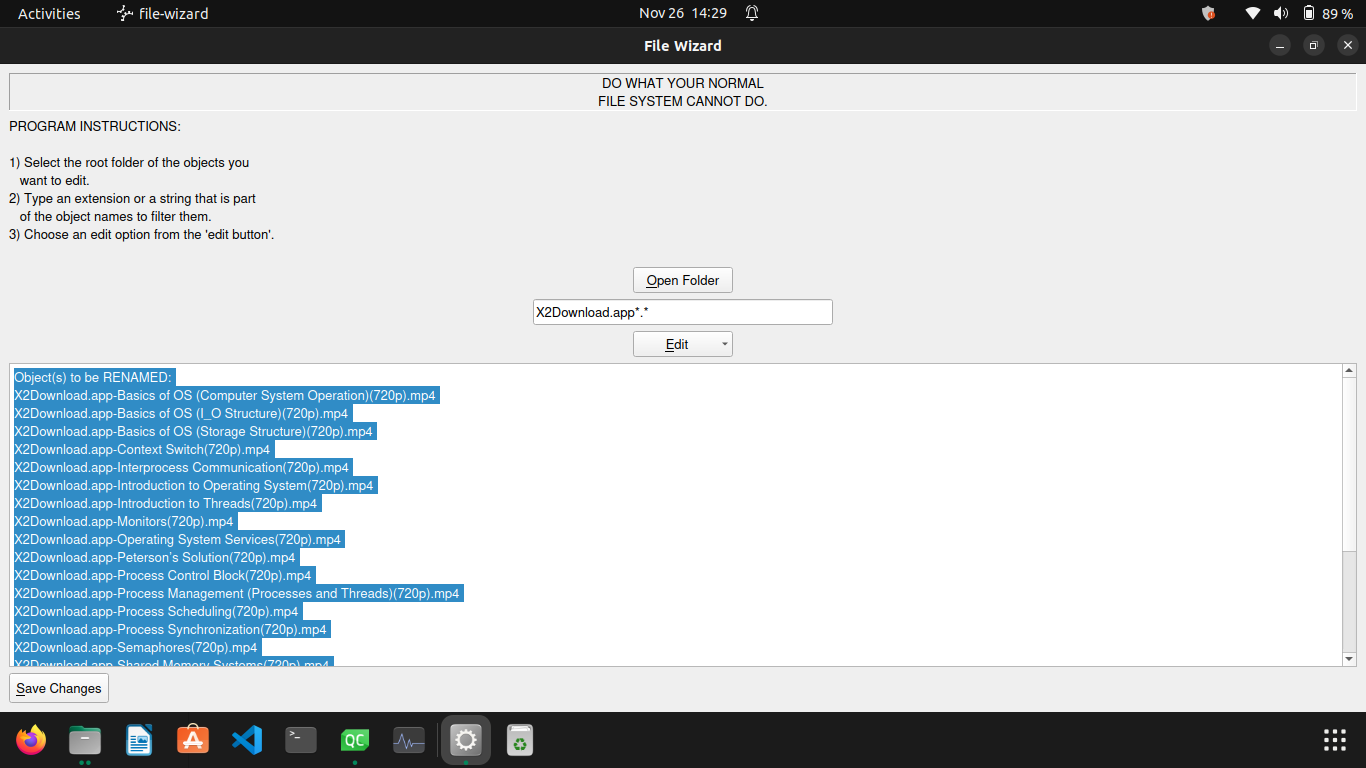 Activities file-wizard Nov 26 14:29 89 %
File Wizard
DO WHAT YOUR NORMAL
FILE SYSTEM CANNOT DO.
PROGRAM INSTRUCTIONS:
1) Select the root folder of the objects you
want to edit.
2) Type an extension or a string that is part
of the object names to filter them.
3) Choose an edit option from the 'edit button'.
Open Folder
X2Download.app*.*
Edit
Object(s) to be RENAMED:
X2Download.app-Basics of OS (Computer System Operation)(720p).mp4
X2Download.app-Basics of OS (I_O Structure)(720p).mp4
X2Download.app-Basics of OS (Storage Structure)(720p).mp4
X2Download.app-Context Switch(720p).mp4
X2Download.app-Interprocess Communication(720p).mp4
X2Download.app-Introduction to Operating System(720p).mp4
X2Download.app-Introduction to Threads(720p).mp4
X2Download.app-Monitors(720p).mp4
X2Download.app-Operating System Services(720p).mp4
X2Download.app-Peterson’s Solution(720p).mp4
X2Download.app-Process Control Block(720p).mp4
X2Download.app-Process Management (Processes and Threads)(720p).mp4
X2Download.app-Process Scheduling(720p).mp4
X2Download.app-Process Synchronization(720p).mp4
X2Download.app-Semaphores(720p).mp4
X2Download.app-Shared Memory Systems(720p).mp4
Save Changes
QC